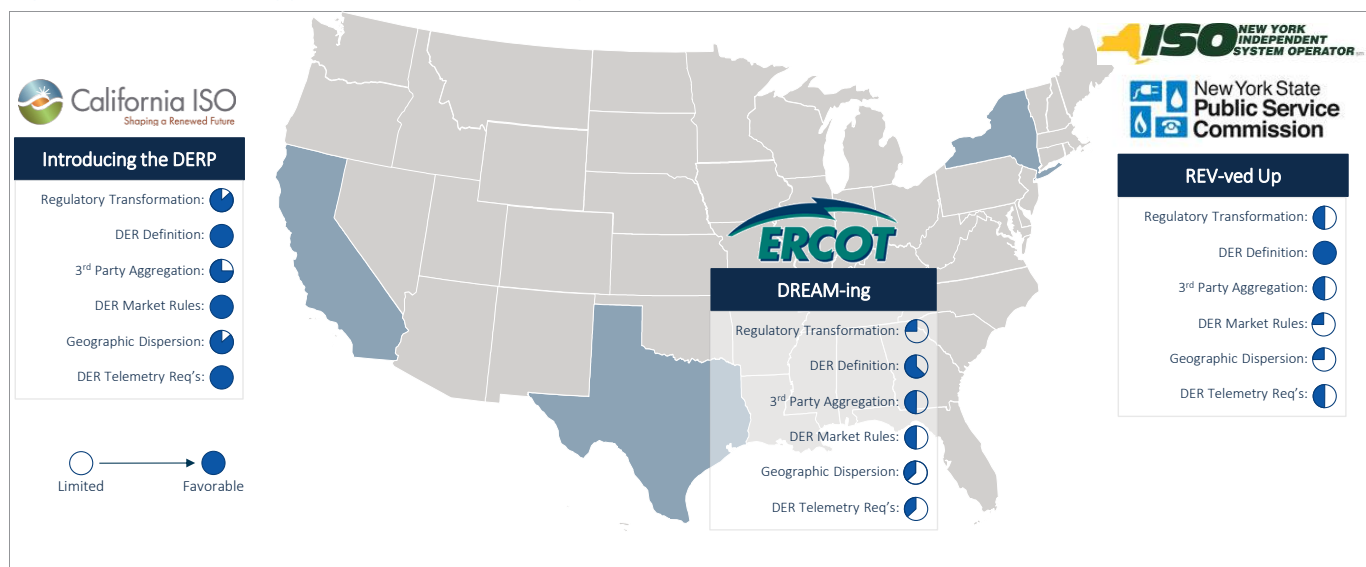 California ISO
Shaping a Renewed Future
Introducing the DERP
Regulatory Transformation:
DER Definition:
3rd Party Aggregation:
DER Market Rules:
Geographic Dispersion:
DER Telemetry Req's:
Limited
Favorable
ERCOT
DREAM-ing
Regulatory Transformation:
DER Definition:
3rd Party Aggregation:
DER Market Rules:
Geographic Dispersion:
DER Telemetry Req's:
ISO
NEW YORK
INDEPENDENT
SYSTEM OPERATOR
New York State
Public Service
Commission
REV-ved Up
Regulatory Transformation:
DER Definition:
3rd Party Aggregation:
DER Market Rules:
Geographic Dispersion:
DER Telemetry Req's: